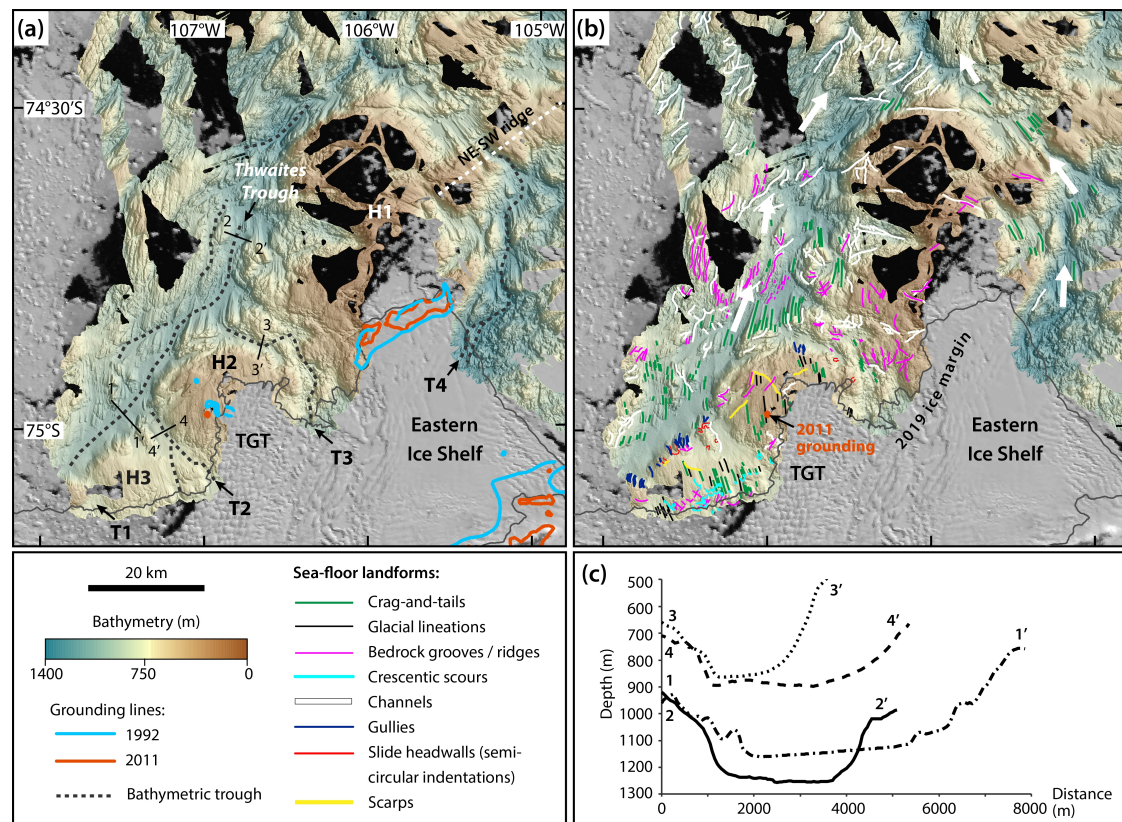 (a)
107°W
106°W
105°W
74°30'S
NE-SW ridge
Thwaites
Trough
H1
2
2'
3
3'
H2
1
1'
4
4'
T4
75°S
TGT
Eastern
Ice Shelf
H3
T3
T2
T1
(b)
2019 ice margin
2011
grounding
Eastern
Ice Shelf
TGT
20 km
Bathymetry (m)
1400
750
0
Grounding lines:
1992
2011
Bathymetric trough
Sea-floor landforms:
Crag-and-tails
Glacial lineations
Bedrock grooves / ridges
Crescentic scours
Channels
Gullies
Slide headwalls (semi-
circular indentations)
Scarps
(c)
Depth (m)
500
600
700
800
900
1000
1100
1200
1300
3
4
1
2
3'
4'
1'
2'
0
2000
4000
6000
8000
Distance
(m)